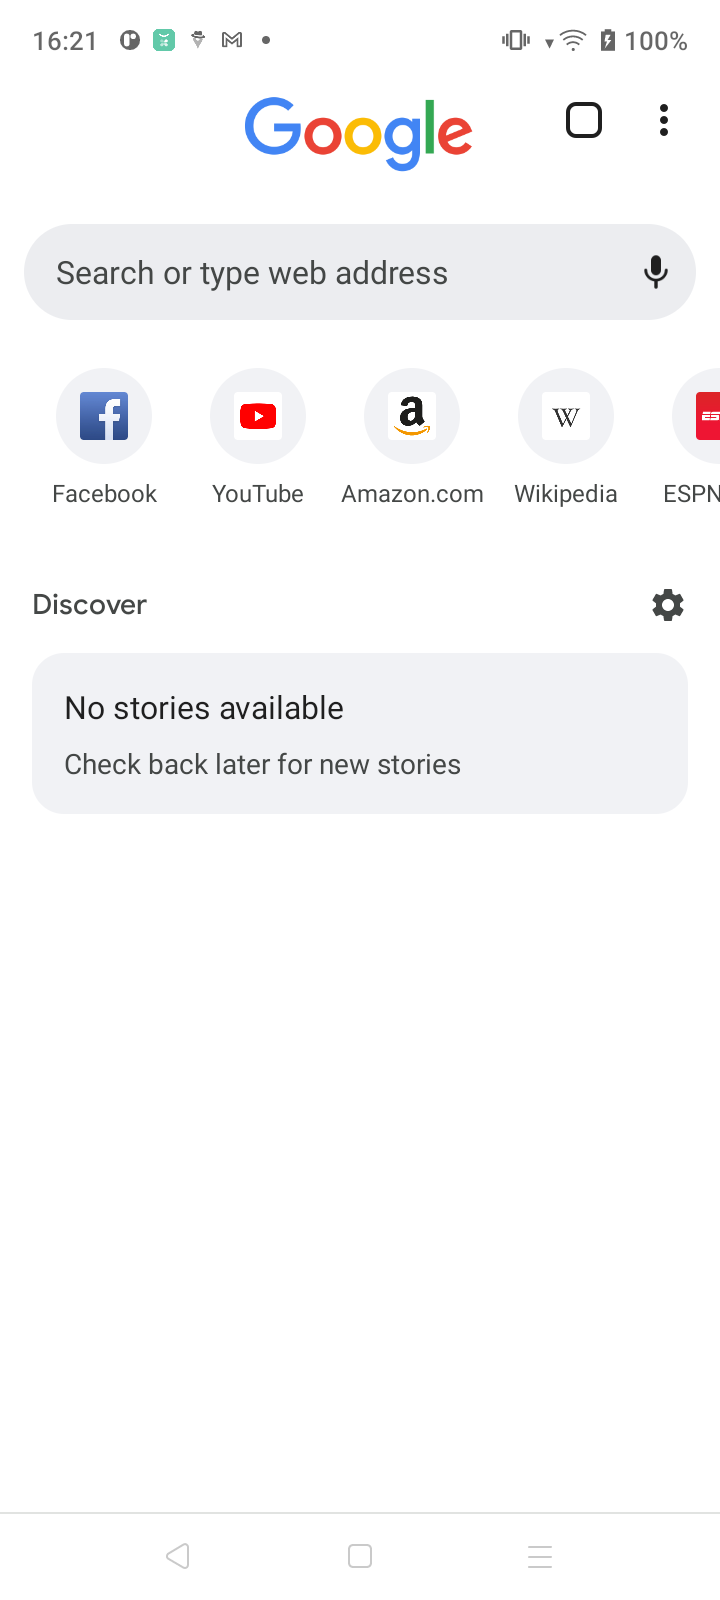 16:21 100%
Google
Search or type web address
Facebook YouTube Amazon.com Wikipedia ESPN
Discover
No stories available
Check back later for new stories